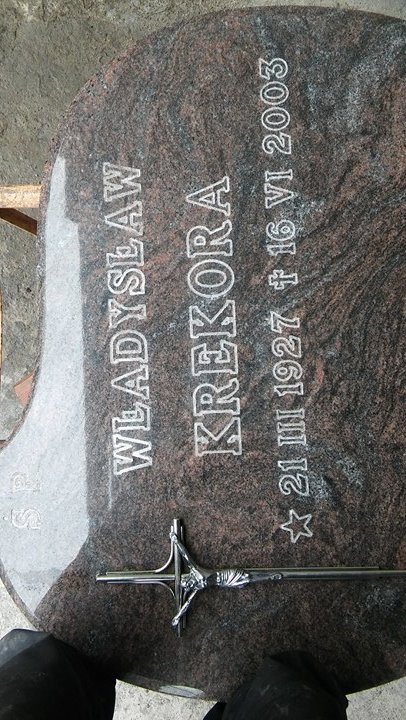 Ś P
WŁADYSŁAW
KREKORA
☆ 21 III 1927 ✝ 16 VI 2003